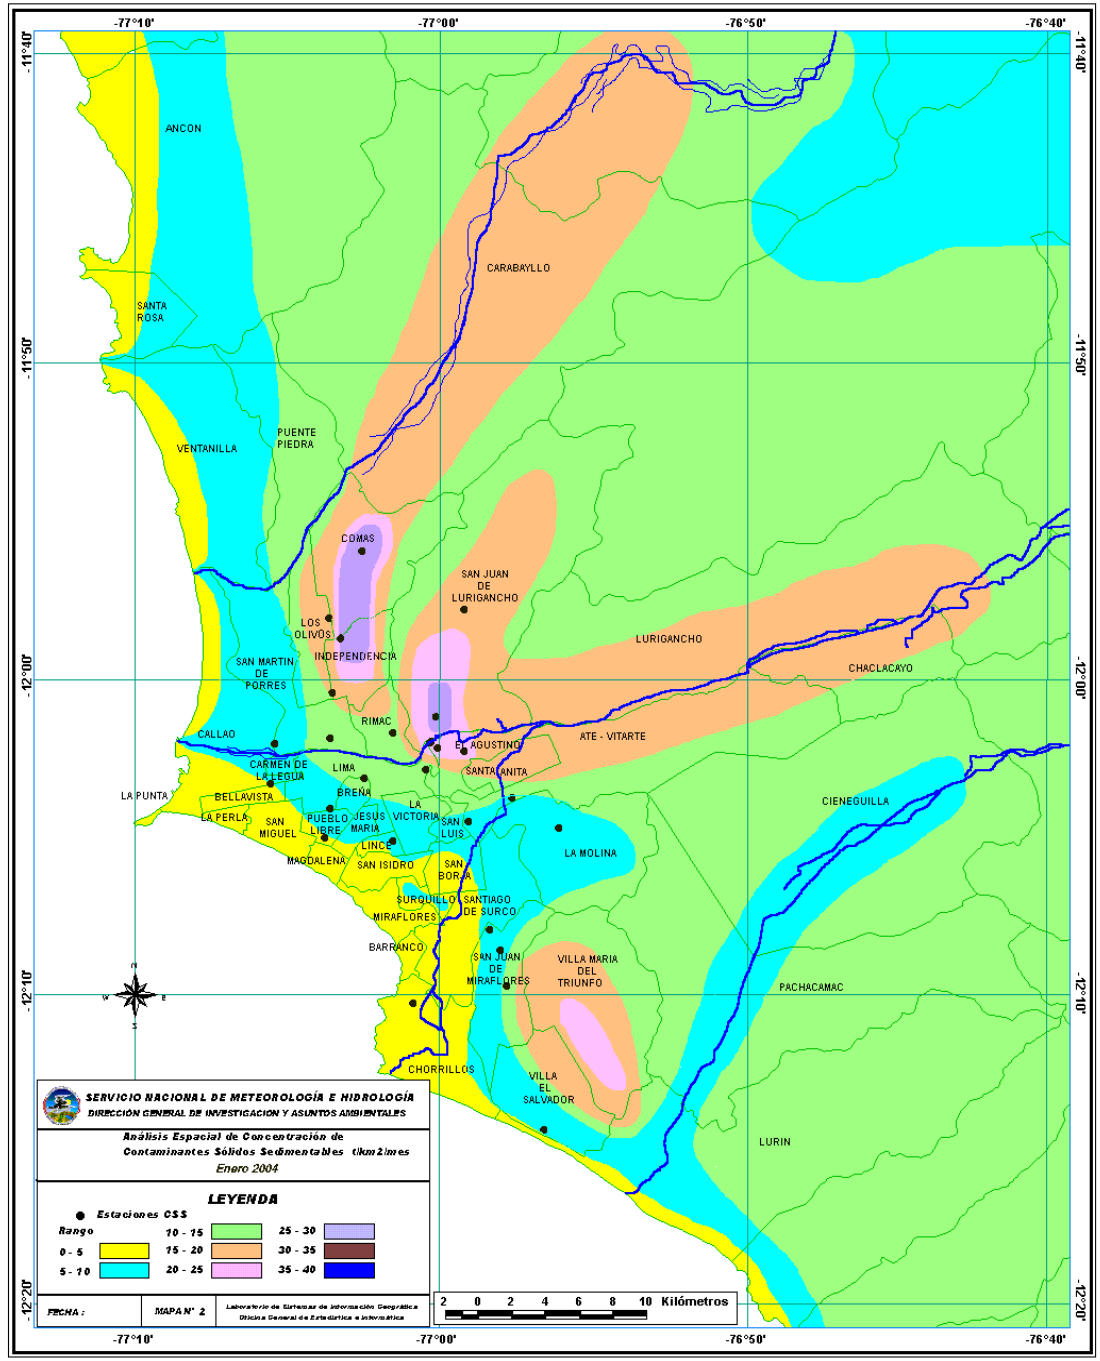 -77°10' -77°00' -76°50' -76°40'
-11°40' -11°40'
ANCON
CARABAYLLO
SANTA
ROSA
-11°50' -11°50'
PUENTE
PIEDRA
VENTANILLA
COMAS
SAN JUAN
DE
LURIGANCHO
LOS
OLIVOS
INDEPENDENCIA
LURIGANCHO
SAN MARTIN
DE
PORRES
CHACLACAYO
-12°00' -12°00'
RIMAC
CALLAO
EL AGUSTINO
ATE - VITARTE
CARMEN DE
LA LEGUA
LIMA
SANTA ANITA
LA PUNTA
BELLAVISTA
BREÑA
CIENEGUILLA
LA PERLA
SAN
MIGUEL
PUEBLO
LIBRE
JESUS
MARIA
LA
VICTORIA
SAN
LUIS
LINCE
LA MOLINA
MAGDALENA
SAN ISIDRO
SAN
BORJA
SURQUILLO
SANTIAGO
DE SURCO
MIRAFLORES
BARRANCO
SAN JUAN
DE
MIRAFLORES
VILLA MARIA
DEL
TRIUNFO
PACHACAMAC
N
W E
-12°10' -12°10'
CHORRILLOS
VILLA
EL
SALVADOR
LURIN
SERVICIO NACIONAL DE METEOROLOGÍA E HIDROLOGÍA
DIRECCIÓN GENERAL DE INVESTIGACION Y ASUNTOS AMBIENTALES
Análisis Espacial de Concentración de
Contaminantes Sólidos Sedimentables t/km2/mes
Enero 2004
LEYENDA
Estaciones CSS
Rango
0 - 5
5 - 10
10 - 15
15 - 20
20 - 25
25 - 30
30 - 35
35 - 40
FECHA :
MAPA N° 2
Laboratorio de Sistemas de Información Geográfica
Oficina General de Estadística e Informática
2 0 2 4 6 8 10 Kilómetros
-12°20' -12°20'
-77°10' -77°00' -76°50' -76°40'